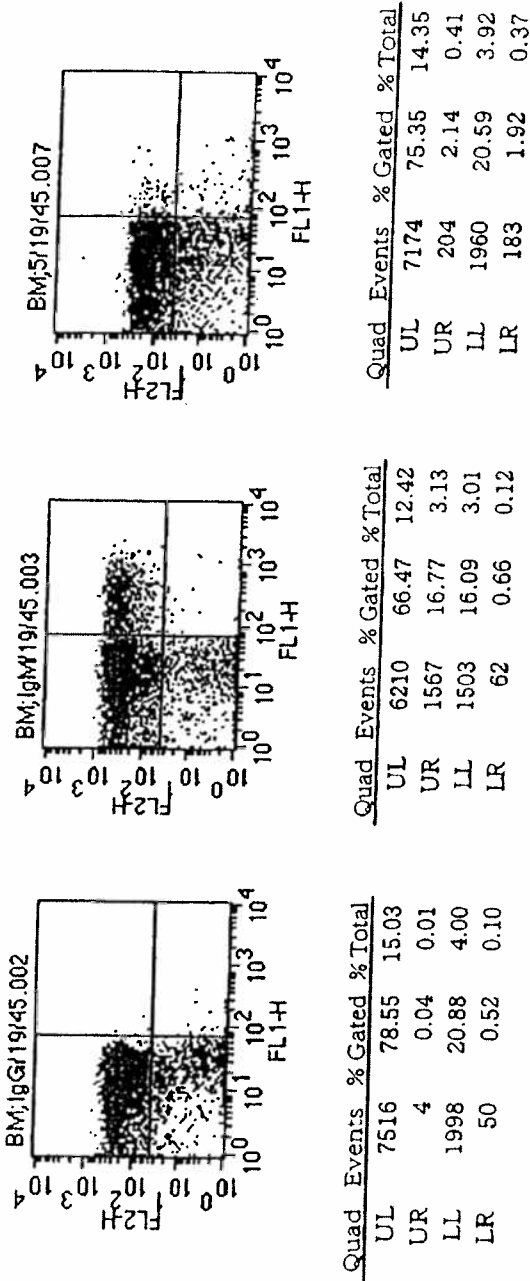 BM;IgG/19/45.002
10 4
10 3
10 2
10 1
10 0
FL2-H
10 0 10 1 10 2 10 3 10 4
FL1-H
Quad Events % Gated % Total
UL 7516 78.55 15.03
UR 4 0.04 0.01
LL 1998 20.88 4.00
LR 50 0.52 0.10
BM;IgM/19/45.003
10 4
10 3
10 2
10 1
10 0
FL2-H
10 0 10 1 10 2 10 3 10 4
FL1-H
Quad Events % Gated % Total
UL 6210 66.47 12.42
UR 1567 16.77 3.13
LL 1503 16.09 3.01
LR 62 0.66 0.12
BM;5/19/45.007
10 4
10 3
10 2
10 1
10 0
FL2-H
10 0 10 1 10 2 10 3 10 4
FL1-H
Quad Events % Gated % Total
UL 7174 75.35 14.35
UR 204 2.14 0.41
LL 1960 20.59 3.92
LR 183 1.92 0.37